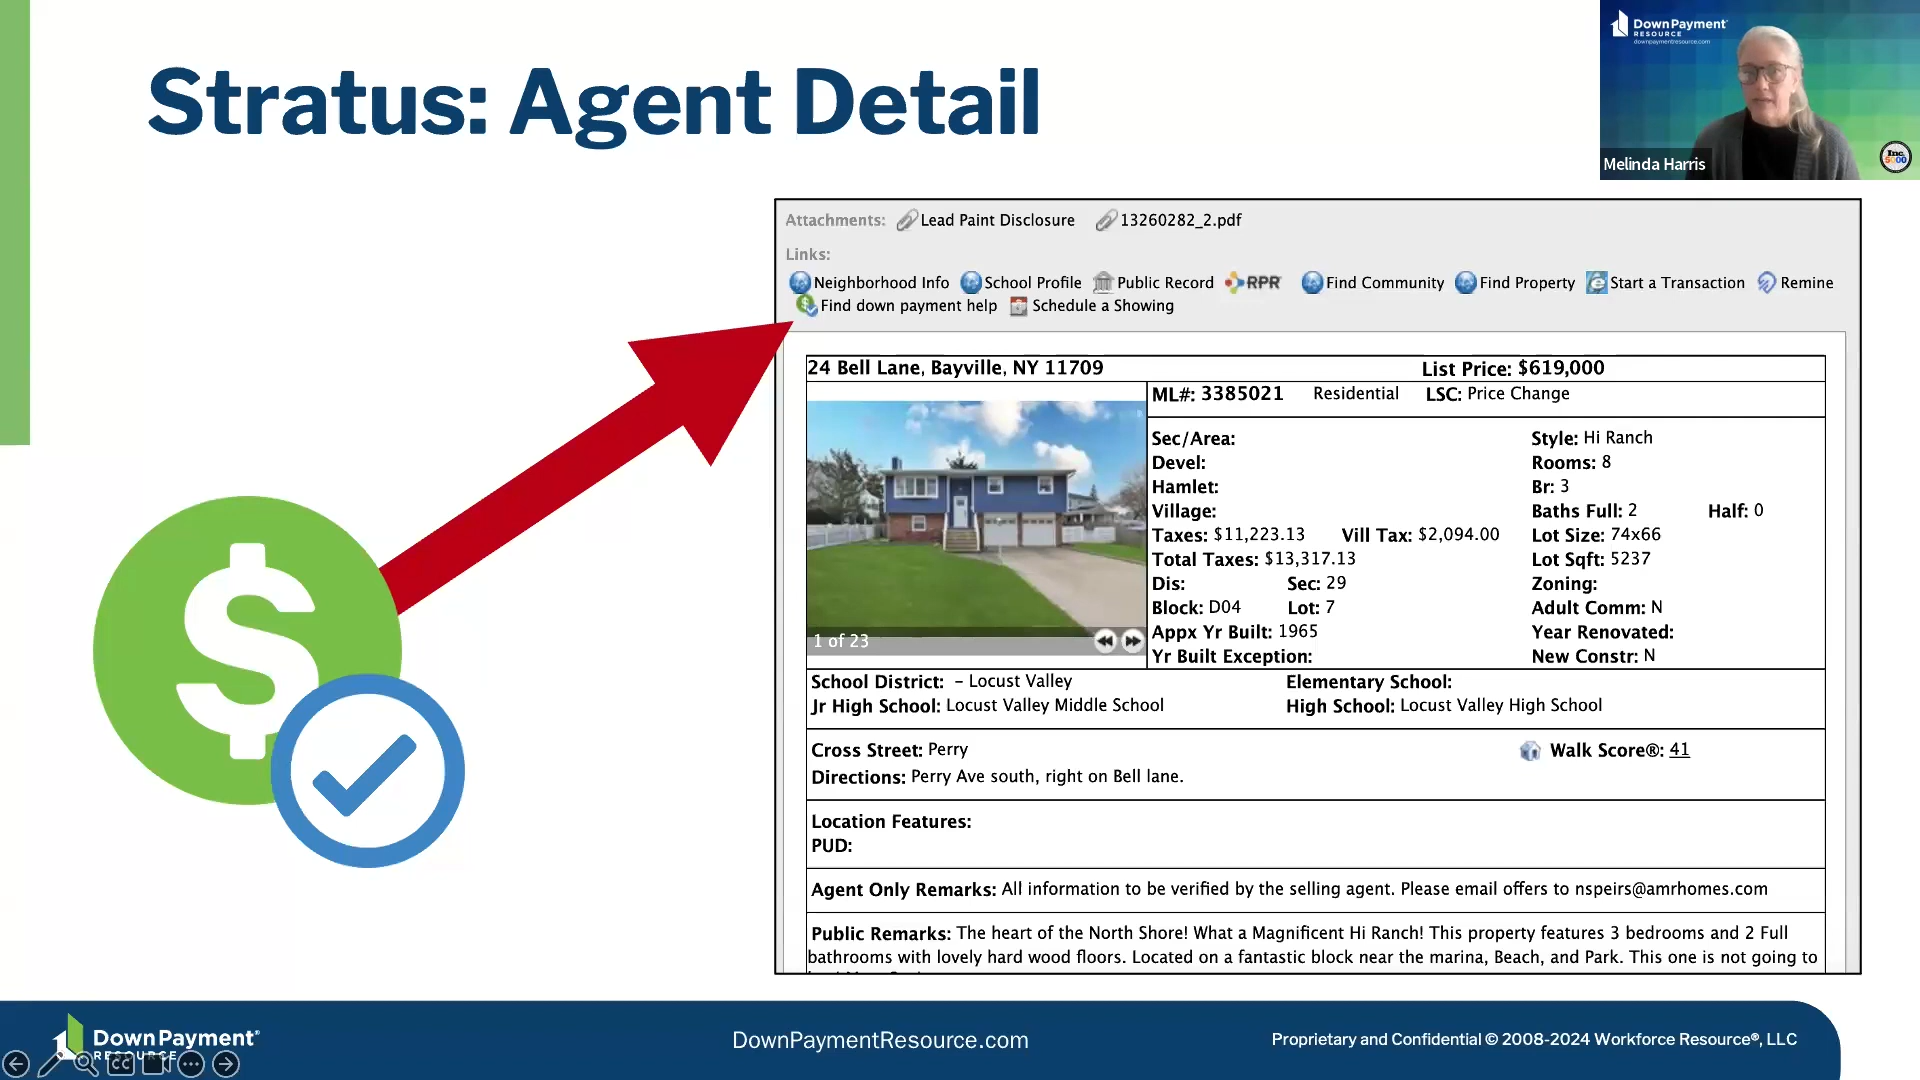 Stratus: Agent Detail
DownPayment
RESOURCE
downpaymentresource.com
Melinda Harris
Inc.
5000
Attachments: Lead Paint Disclosure 13260282_2.pdf
Links:
Neighborhood Info School Profile Public Record RPR Find Community Find Property Start a Transaction Remine
Find down payment help Schedule a Showing
24 Bell Lane, Bayville, NY 11709 List Price: $619,000
ML#: 3385021 Residential LSC: Price Change
Sec/Area: Style: Hi Ranch
Devel: Rooms: 8
Hamlet: Br: 3
Village: Baths Full: 2 Half: 0
Taxes: $11,223.13 Vill Tax: $2,094.00 Lot Size: 74x66
Total Taxes: $13,317.13 Lot Sqft: 5237
Dis: Sec: 29 Zoning:
Block: D04 Lot: 7 Adult Comm: N
Appx Yr Built: 1965 Year Renovated:
Yr Built Exception: New Constr: N
1 of 23
School District: – Locust Valley Elementary School:
Jr High School: Locust Valley Middle School High School: Locust Valley High School
Cross Street: Perry Walk Score®: 41
Directions: Perry Ave south, right on Bell lane.
Location Features:
PUD:
Agent Only Remarks: All information to be verified by the selling agent. Please email offers to nspeirs@amrhomes.com
Public Remarks: The heart of the North Shore! What a Magnificent Hi Ranch! This property features 3 bedrooms and 2 Full
bathrooms with lovely hard wood floors. Located on a fantastic block near the marina, Beach, and Park. This one is not going to
DownPayment®
RESOURCE
DownPaymentResource.com
Proprietary and Confidential © 2008-2024 Workforce Resource®, LLC